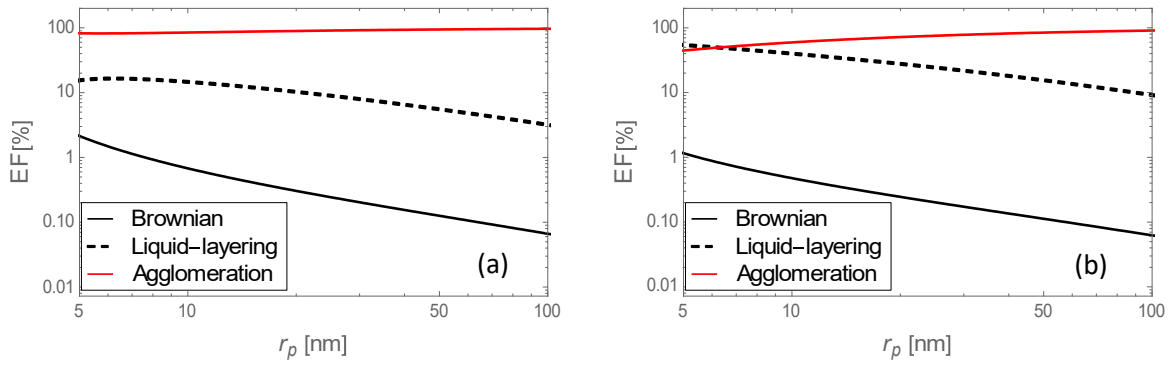 100
10
1
0.10
0.01
EF[%]
Brownian
Liquid-layering
Agglomeration
(a)
5
10
50
100
r_p [nm]
100
10
1
0.10
0.01
EF[%]
Brownian
Liquid-layering
Agglomeration
(b)
5
10
50
100
r_p [nm]